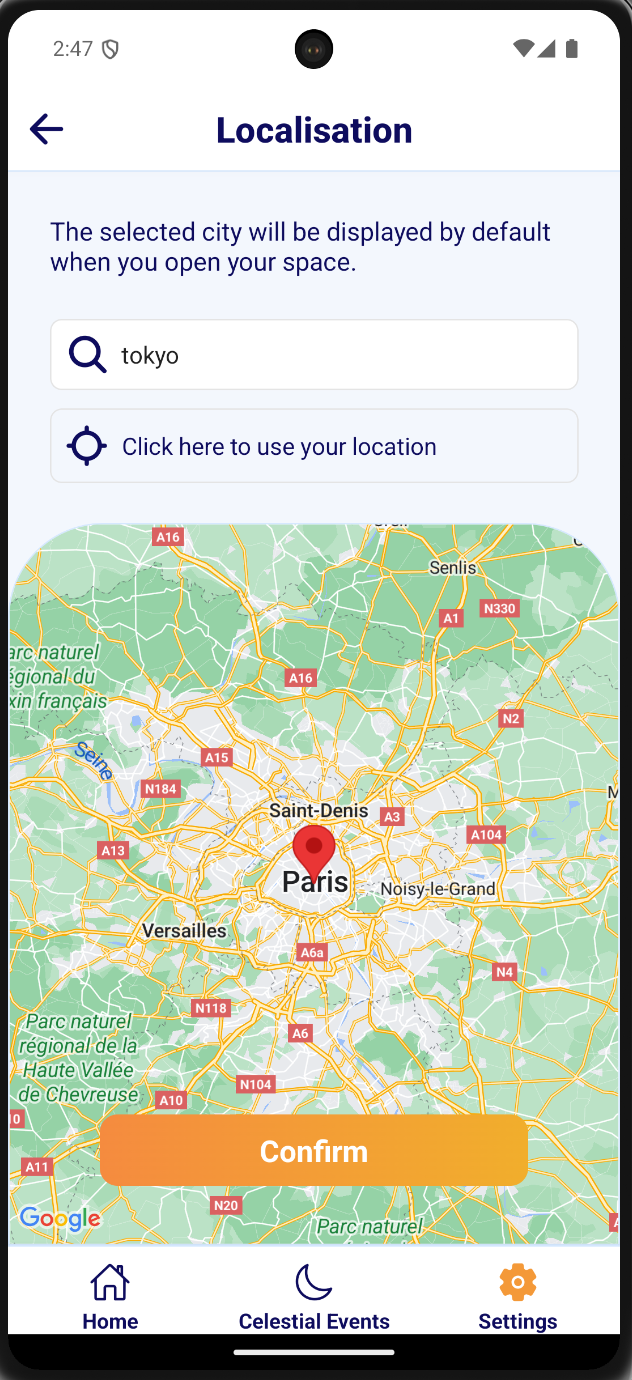 2:47
Localisation
The selected city will be displayed by default
when you open your space.
tokyo
Click here to use your location
A16
Senlis
N330
A1
arc naturel
égional du
xin français
A16
N2
Seine
A15
N184
Saint-Denis
A3
A104
A13
Paris
Noisy-le-Grand
Versailles
A6a
N4
N118
Parc naturel
régional de la
Haute Vallée
de Chevreuse
A6
N104
A10
0
Confirm
A11
N20
Google
Parc naturel
Home
Celestial Events
Settings